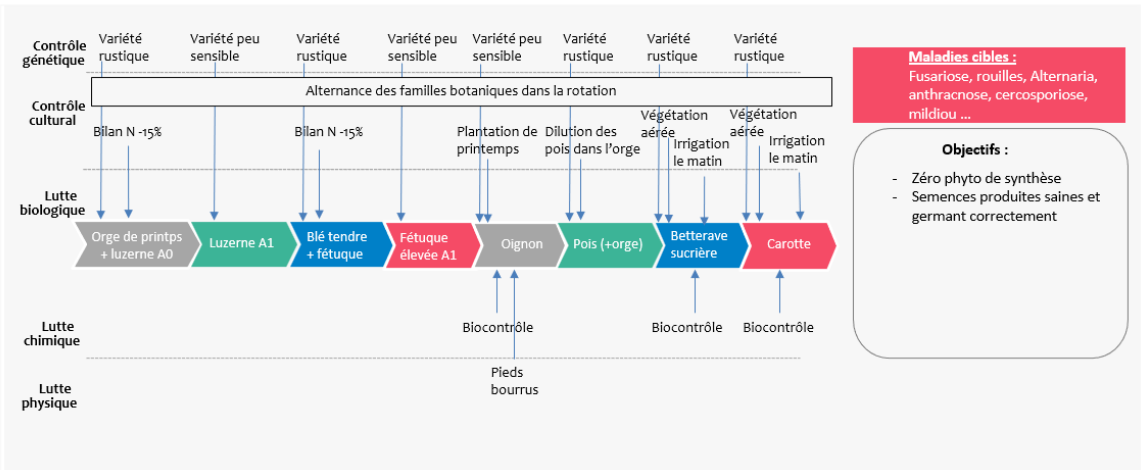 Contrôle
génétique
Variété
rustique
Variété peu
sensible
Variété
rustique
Variété peu
sensible
Variété peu
sensible
Variété
rustique
Variété
rustique
Variété
rustique
Maladies cibles :
Fusariose, rouilles, Alternaria,
anthracnose, cercosporiose,
mildiou ...
Alternance des familles botaniques dans la rotation
Contrôle
cultural
Bilan N -15%
Bilan N -15%
Plantation de
printemps
Dilution des
pois dans l'orge
Végétation
aérée
Irrigation
le matin
Végétation
aérée
Irrigation
le matin
Objectifs :
- Zéro phyto de synthèse
- Semences produites saines et
germant correctement
Lutte
biologique
Orge de printps
+ luzerne A0
Luzerne A1
Blé tendre
+ fétuque
Fétuque
élevée A1
Oignon
Pois (+orge)
Betterave
sucrière
Carotte
Lutte
chimique
Biocontrôle
Biocontrôle
Biocontrôle
Lutte
physique
Pieds
bourrus